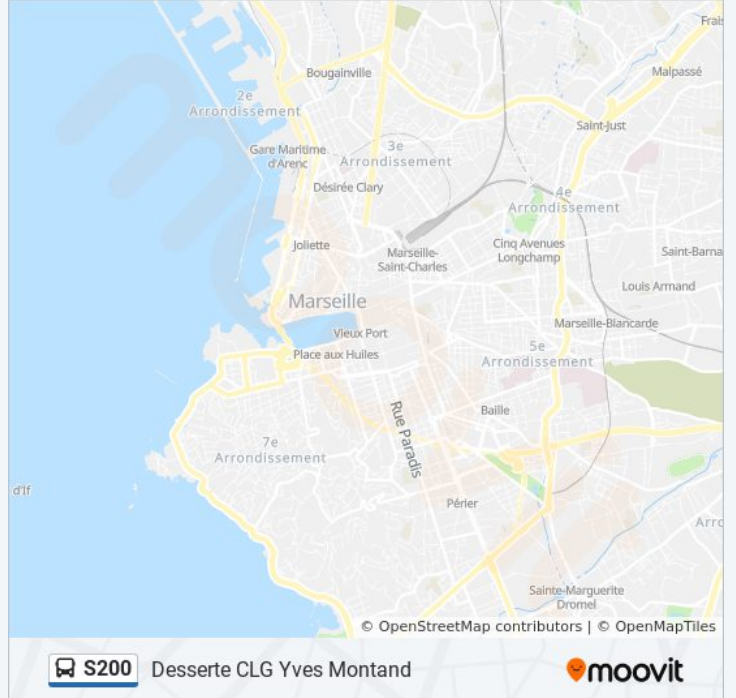 Frais
Bougainville
Malpassé
2e
Arrondissement
Saint-Just
Gare Maritime
d'Arenc
3e
Arrondissement
Désirée Clary
4e
Arrondissement
Joliette
Marseille-
Saint-Charles
Cinq Avenues
Longchamp
Saint-Barna
Louis Armand
Marseille
Marseille-Blancarde
Vieux Port
Place aux Huiles
5e
Arrondissement
Rue Paradis
Baille
7e
Arrondissement
d'If
Périer
Arro
Sainte-Marguerite
Dromel
© OpenStreetMap contributors | © OpenMapTiles
S200 Desserte CLG Yves Montand
moovit